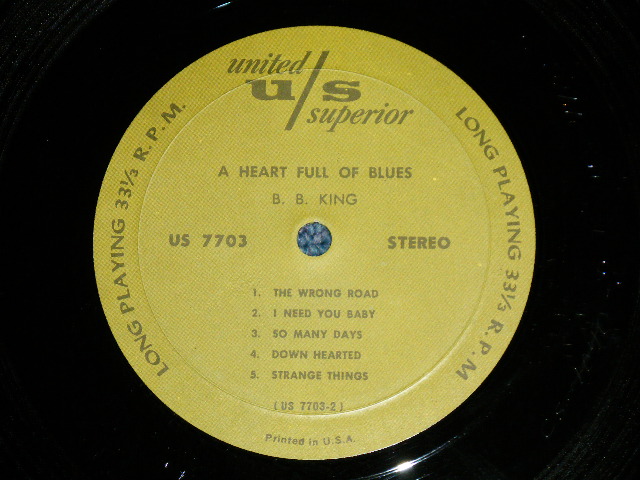 united
u/s
superior
LONG PLAYING 33⅓ R.P.M.
LONG PLAYING 33⅓ R.P.M
A HEART FULL OF BLUES
B. B. KING
US 7703
STEREO
1. THE WRONG ROAD
2. I NEED YOU BABY
3. SO MANY DAYS
4. DOWN HEARTED
5. STRANGE THINGS
(US 7703-2)
Printed in U.S.A.